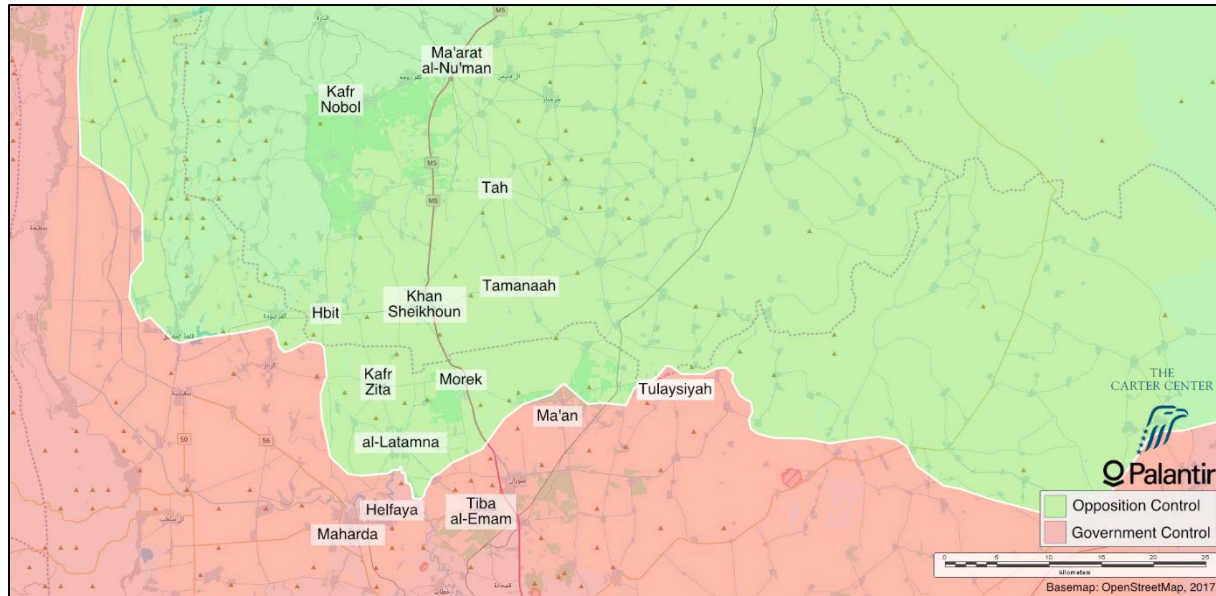 M5
Ma'arat
al-Nu'man
Kafr
Nobol
M5
M5
Tah
Tamanaah
Khan
Sheikhoun
Hbit
Kafr
Zita
Morek
Tulaysiyah
Ma'an
al-Latamna
Helfaya
Tiba
al-Emam
Maharda
50
56
THE
CARTER CENTER
Palantir
Opposition Control
Government Control
0 5 10 15 20 25
kilometers
Basemap: OpenStreetMap, 2017